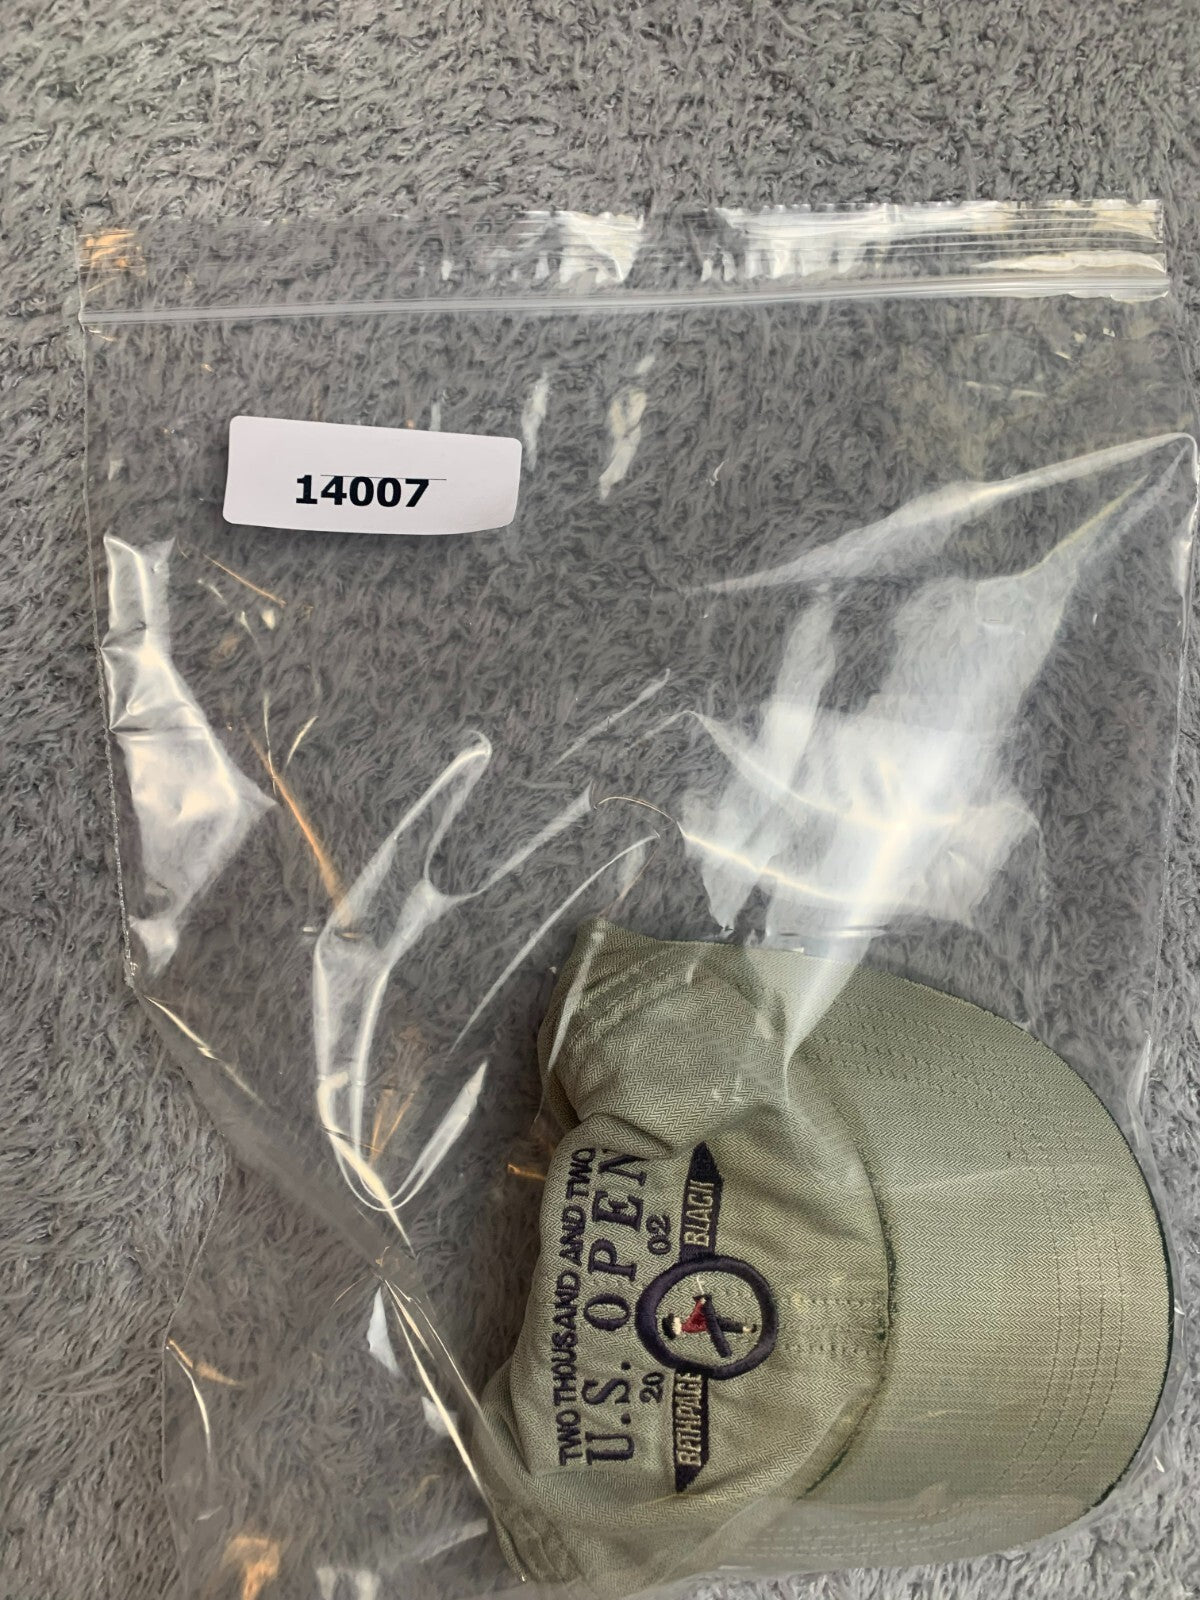 14007
TWO THOUSAND AND TWO
U.S. OPEN
20 02
BETHPAGE BLACK